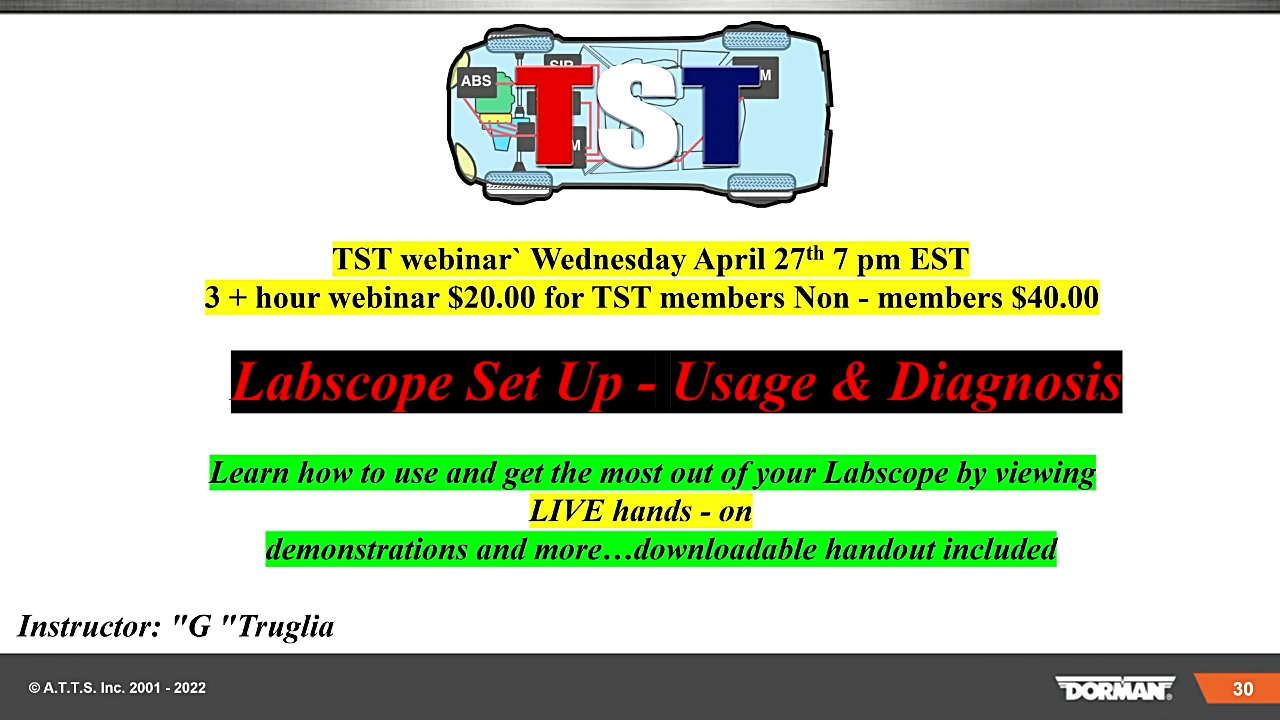 ABS
TST
TST webinar` Wednesday April 27th 7 pm EST
3 + hour webinar $20.00 for TST members Non - members $40.00
Labscope Set Up - Usage & Diagnosis
Learn how to use and get the most out of your Labscope by viewing
LIVE hands - on
demonstrations and more…downloadable handout included
Instructor: "G "Truglia
© A.T.T.S. Inc. 2001 - 2022
DORMAN
30